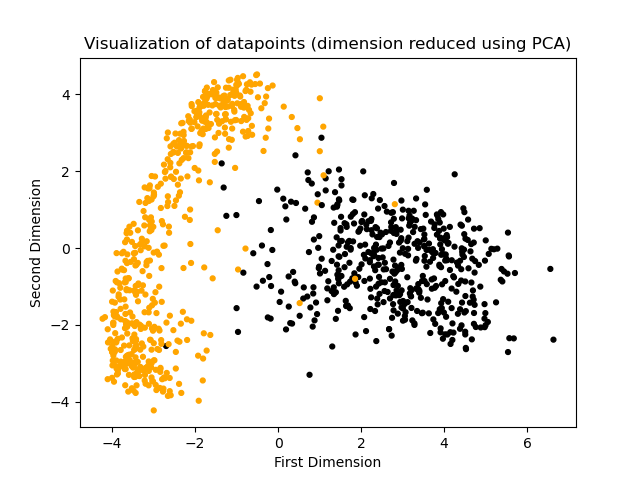 Visualization of datapoints (dimension reduced using PCA)
4
2
0
−2
−4
Second Dimension
−4 −2 0 2 4 6
First Dimension